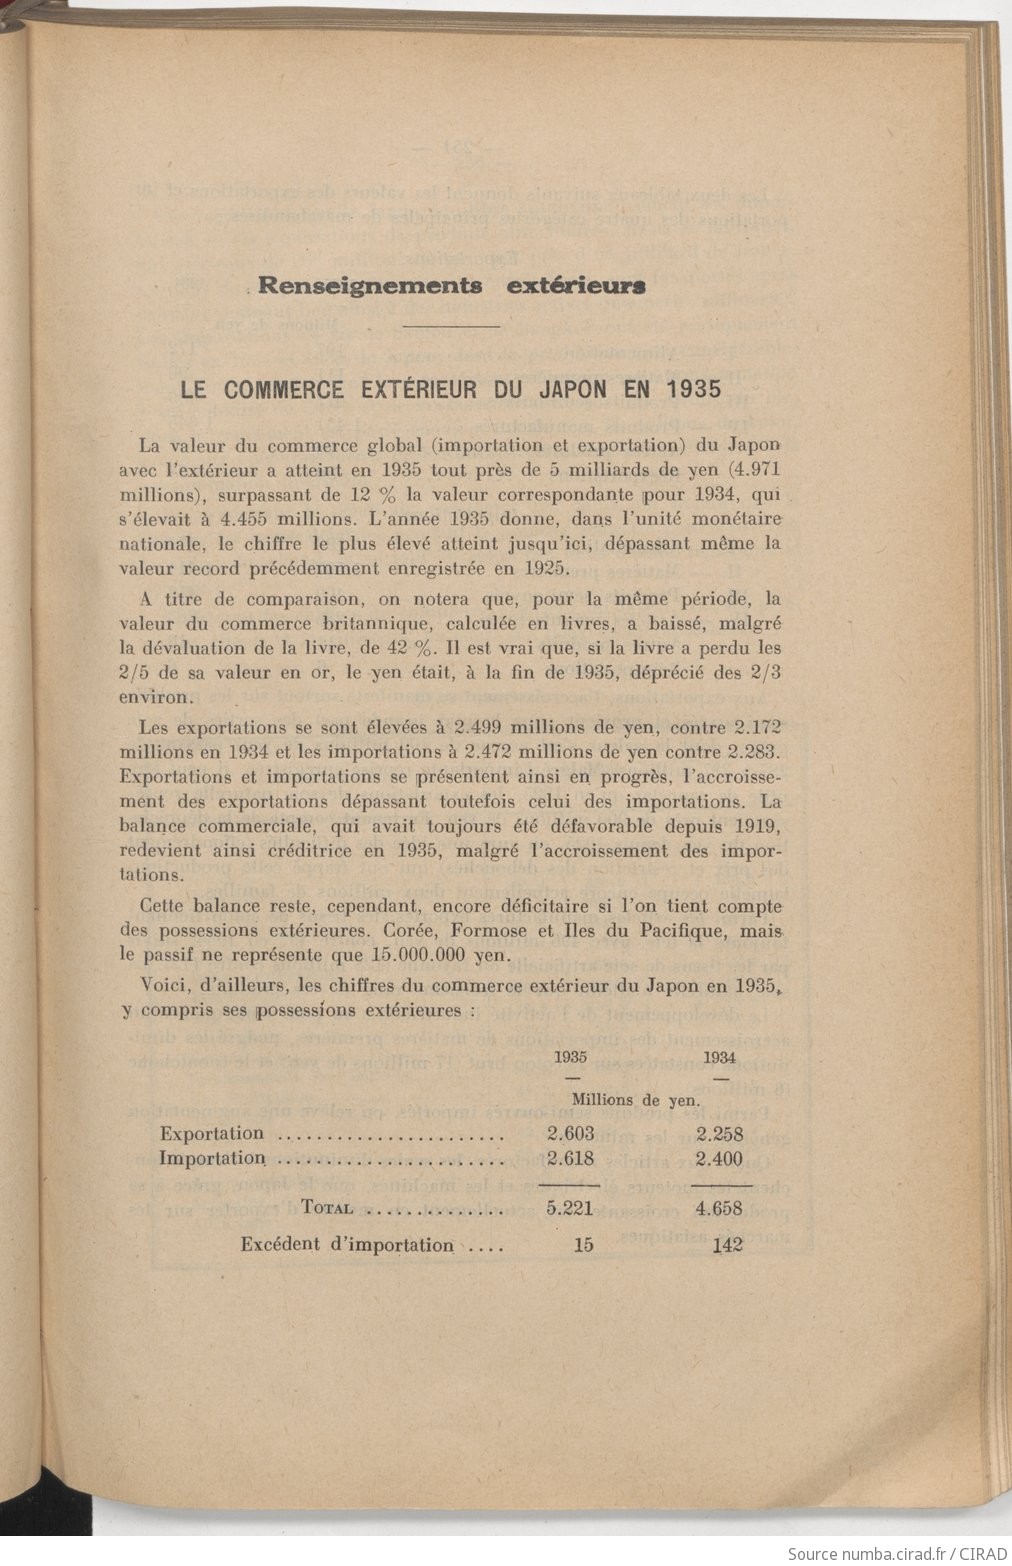 Renseignements extérieurs
LE COMMERCE EXTÉRIEUR DU JAPON EN 1935
La valeur du commerce global (importation et exportation) du Japon
avec l'extérieur a atteint en 1935 tout près de 5 milliards de yen (4.971
millions), surpassant de 12 % la valeur correspondante pour 1934, qui
s'élevait à 4.455 millions. L'année 1935 donne, dans l'unité monétaire
nationale, le chiffre le plus élevé atteint jusqu'ici, dépassant même la
valeur record précédemment enregistrée en 1925.
A titre de comparaison, on notera que, pour la même période, la
valeur du commerce britannique, calculée en livres, a baissé, malgré
la dévaluation de la livre, de 42 %. Il est vrai que, si la livre a perdu les
2/5 de sa valeur en or, le yen était, à la fin de 1935, déprécié des 2/3
environ.
Les exportations se sont élevées à 2.499 millions de yen, contre 2.172
millions en 1934 et les importations à 2.472 millions de yen contre 2.283.
Exportations et importations se présentent ainsi en progrès, l'accroisse-
ment des exportations dépassant toutefois celui des importations. La
balance commerciale, qui avait toujours été défavorable depuis 1919,
redevient ainsi créditrice en 1935, malgré l'accroissement des impor-
tations.
Cette balance reste, cependant, encore déficitaire si l'on tient compte
des possessions extérieures. Corée, Formose et Iles du Pacifique, mais
le passif ne représente que 15.000.000 yen.
Voici, d'ailleurs, les chiffres du commerce extérieur du Japon en 1935,
y compris ses possessions extérieures :
1935 1934
Millions de yen.
Exportation ....................... 2.603 2.258
Importation ....................... 2.618 2.400
TOTAL .............. 5.221 4.658
Excédent d'importation .... 15 142
Source numba.cirad.fr / CIRAD